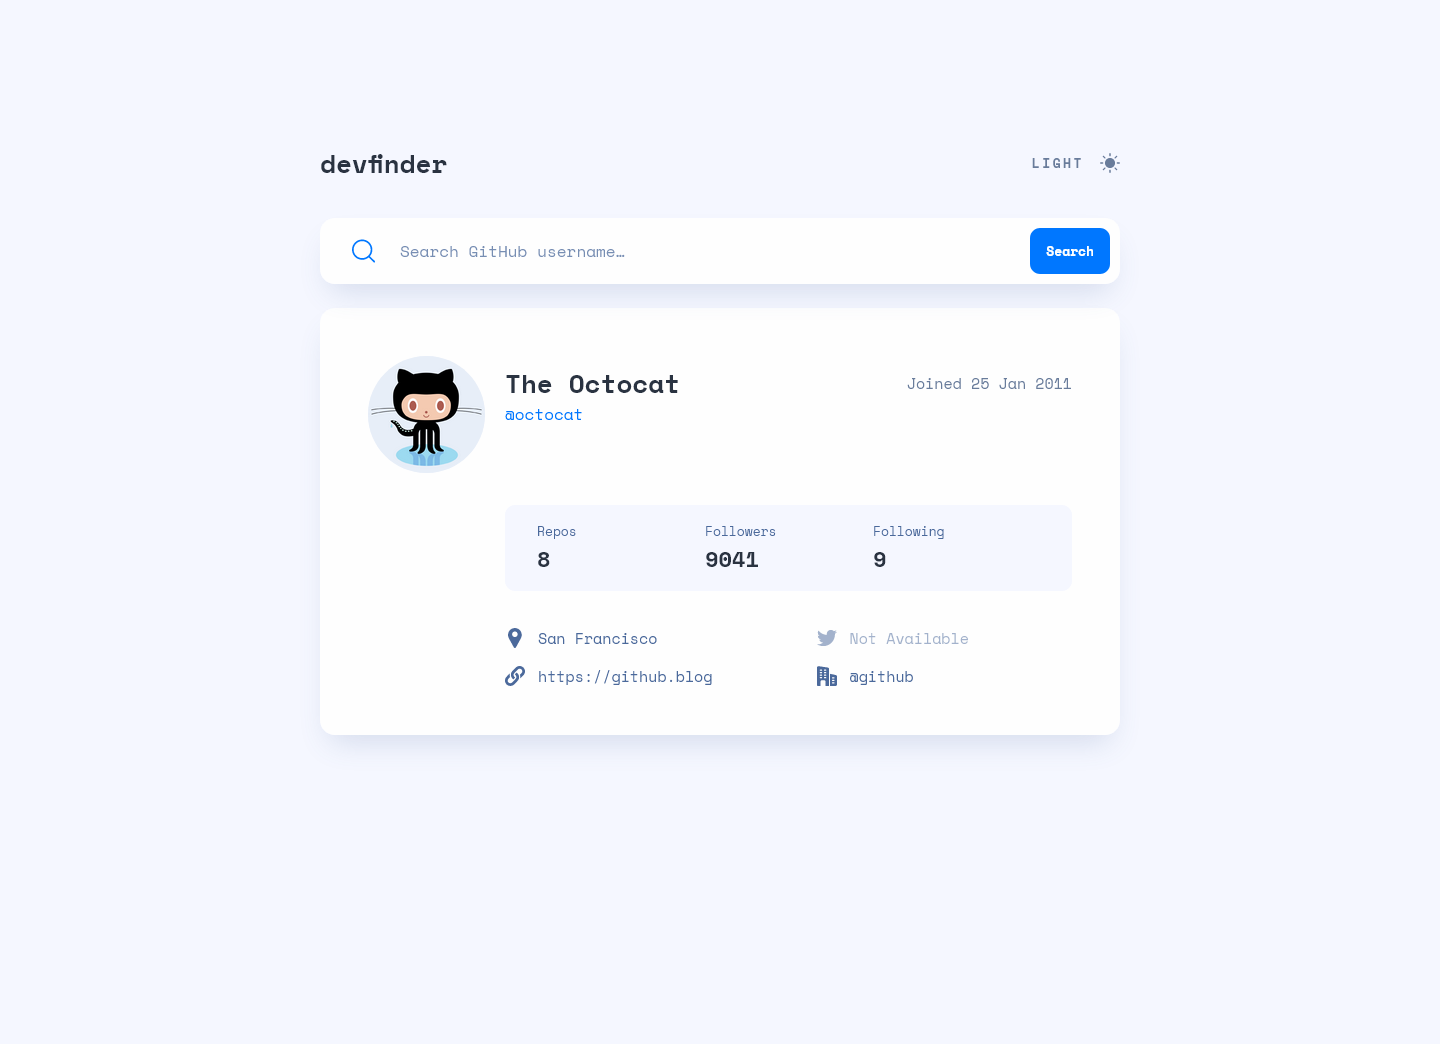 devfinder
LIGHT
Search GitHub username…
Search
The Octocat
Joined 25 Jan 2011
@octocat
Repos
Followers
Following
8
9041
9
San Francisco
Not Available
https://github.blog
@github